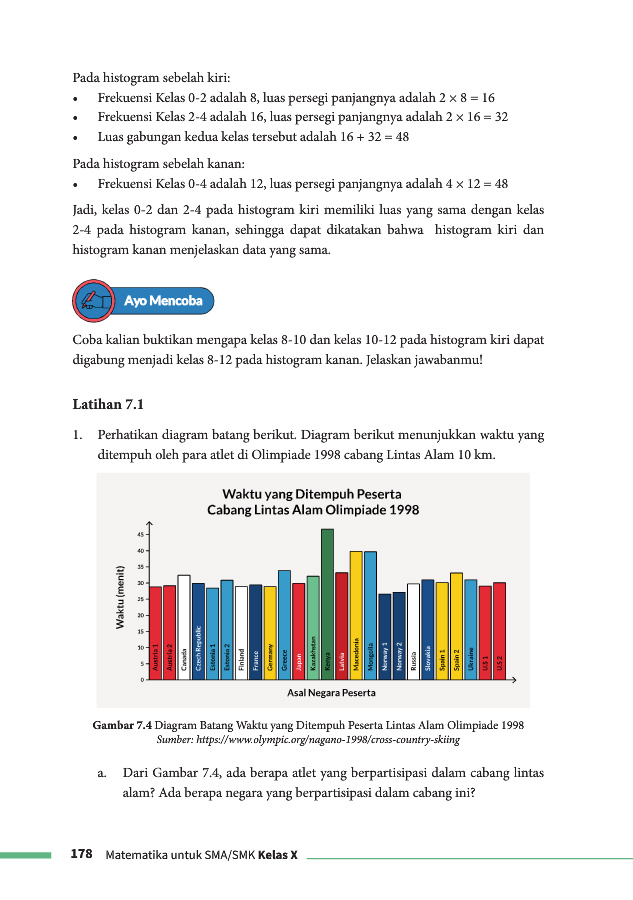 Pada histogram sebelah kiri:
• Frekuensi Kelas 0-2 adalah 8, luas persegi panjangnya adalah 2 × 8 = 16
• Frekuensi Kelas 2-4 adalah 16, luas persegi panjangnya adalah 2 × 16 = 32
• Luas gabungan kedua kelas tersebut adalah 16 + 32 = 48
Pada histogram sebelah kanan:
• Frekuensi Kelas 0-4 adalah 12, luas persegi panjangnya adalah 4 × 12 = 48
Jadi, kelas 0-2 dan 2-4 pada histogram kiri memiliki luas yang sama dengan kelas
2-4 pada histogram kanan, sehingga dapat dikatakan bahwa histogram kiri dan
histogram kanan menjelaskan data yang sama.
Ayo Mencoba
Coba kalian buktikan mengapa kelas 8-10 dan kelas 10-12 pada histogram kiri dapat
digabung menjadi kelas 8-12 pada histogram kanan. Jelaskan jawabanmu!
Latihan 7.1
1. Perhatikan diagram batang berikut. Diagram berikut menunjukkan waktu yang
ditempuh oleh para atlet di Olimpiade 1998 cabang Lintas Alam 10 km.
Waktu yang Ditempuh Peserta
Cabang Lintas Alam Olimpiade 1998
Waktu (menit)
45
40
35
30
25
20
15
10
5
0
Austria 1
Austria 2
Canada
Czech Republic
Estonia 1
Estonia 2
Finland
France
Germany
Greece
Japan
Kazakhstan
Kenya
Latvia
Macedonia
Mongolia
Norway 1
Norway 2
Russia
Slovakia
Spain 1
Spain 2
Ukraine
U.S 1
U.S 2
Asal Negara Peserta
Gambar 7.4 Diagram Batang Waktu yang Ditempuh Peserta Lintas Alam Olimpiade 1998
Sumber: https://www.olympic.org/nagano-1998/cross-country-skiing
a. Dari Gambar 7.4, ada berapa atlet yang berpartisipasi dalam cabang lintas
alam? Ada berapa negara yang berpartisipasi dalam cabang ini?
178 Matematika untuk SMA/SMK Kelas X